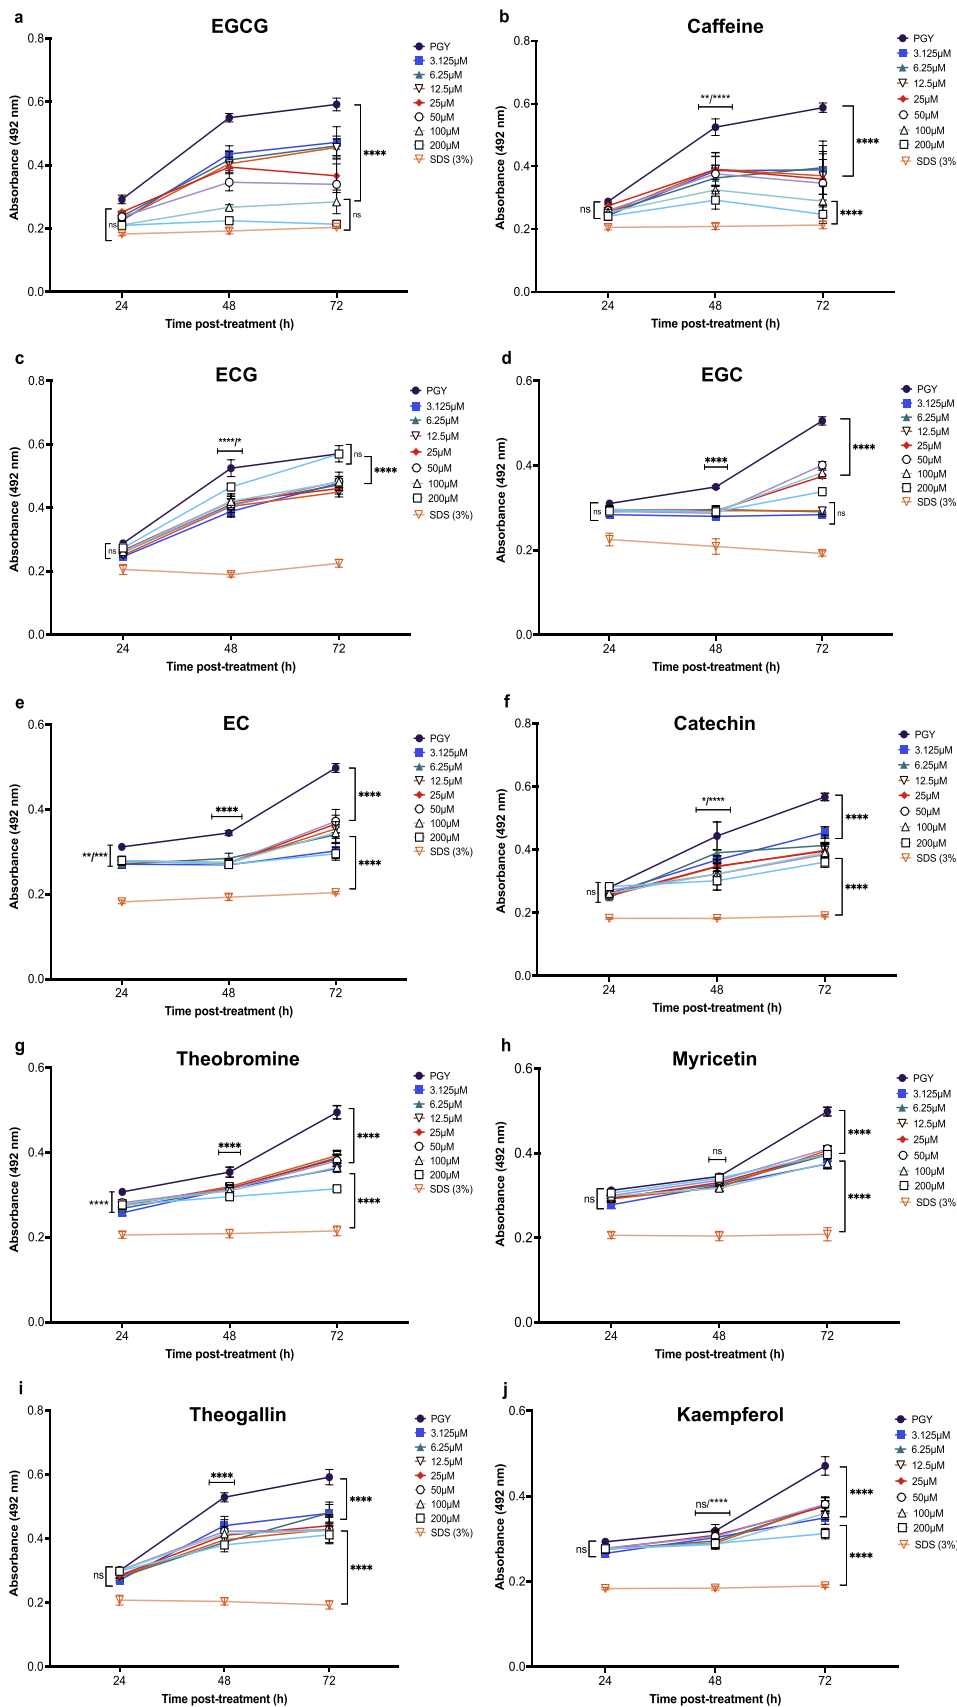 a
EGCG
Absorbance (492 nm)
0.8
0.6
0.4
0.2
0.0
24
48
72
Time post-treatment (h)
ns
****
ns
PGY
3.125µM
6.25µM
12.5µM
25µM
50µM
100µM
200µM
SDS (3%)
b
Caffeine
Absorbance (492 nm)
0.8
0.6
0.4
0.2
0.0
24
48
72
Time post-treatment (h)
ns
**/****
****
****
PGY
3.125µM
6.25µM
12.5µM
25µM
50µM
100µM
200µM
SDS (3%
c
ECG
Absorbance (492 nm)
0.8
0.6
0.4
0.2
0.0
24
48
72
Time post-treatment (h)
ns
****/*
ns
****
PGY
3.125µM
6.25µM
12.5µM
25µM
50µM
100µM
200µM
SDS (3%)
d
EGC
Absorbance (492 nm)
0.6
0.4
0.2
0.0
24
48
72
Time post-treatment (h)
ns
****
****
ns
PGY
3.125µM
6.25µM
12.5µM
25µM
50µM
100µM
200µM
SDS (3%)
e
EC
Absorbance (492 nm)
0.6
0.4
0.2
0.0
24
48
72
Time post-treatment (h)
**/***
****
****
****
PGY
3.125µM
6.25µM
12.5µM
25µM
50µM
100µM
200µM
SDS (3%)
f
Catechin
Absorbance (492 nm)
0.8
0.6
0.4
0.2
0.0
24
48
72
Time post-treatment (h)
ns
*/****
****
****
PGY
3.125µM
6.25µM
12.5µM
25µM
50µM
100µM
200µM
SDS (3%
g
Theobromine
Absorbance (492 nm)
0.6
0.4
0.2
0.0
24
48
72
Time post-treatment (h)
****
****
****
****
PGY
3.125µM
6.25µM
12.5µM
25µM
50µM
100µM
200µM
SDS (3%)
h
Myricetin
Absorbance (492 nm)
0.6
0.4
0.2
0.0
24
48
72
Time post-treatment (h)
ns
ns
****
****
PGY
3.125µM
6.25µM
12.5µM
25µM
50µM
100µM
200µM
SDS (3%
i
Theogallin
Absorbance (492 nm)
0.8
0.6
0.4
0.2
0.0
24
48
72
Time post-treatment (h)
ns
****
****
****
PGY
3.125µM
6.25µM
12.5µM
25µM
50µM
100µM
200µM
SDS (3%)
j
Kaempferol
Absorbance (492 nm)
0.6
0.4
0.2
0.0
24
48
72
Time post-treatment (h)
ns
ns/****
****
****
PGY
3.125µM
6.25µM
12.5µM
25µM
50µM
100µM
200µM
SDS (3%)